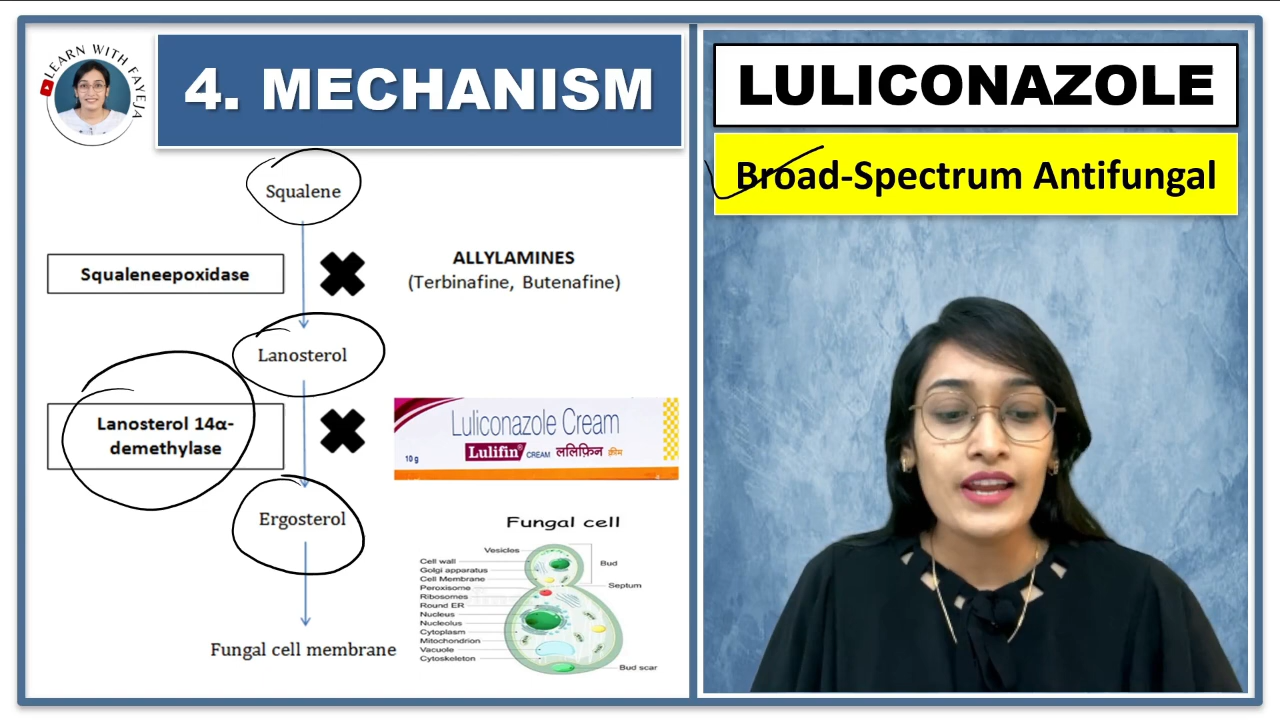 LEARN WITH FAYEJA
4. MECHANISM
Squalene
Squaleneepoxidase
ALLYLAMINES
(Terbinafine, Butenafine)
Lanosterol
Lanosterol 14α-
demethylase
Luliconazole Cream
Lulifin® CREAM ललिफ़िन क्रीम
10 g
Ergosterol
Fungal cell membrane
Fungal cell
Vesicles
Cell wall
Golgi apparatus
Cell Membrane
Peroxisome
Ribosomes
Round ER
Nucleus
Nucleolus
Cytoplasm
Mitochondrion
Vacuole
Cytoskeleton
Bud
Septum
Bud scar
LULICONAZOLE
Broad-Spectrum Antifungal